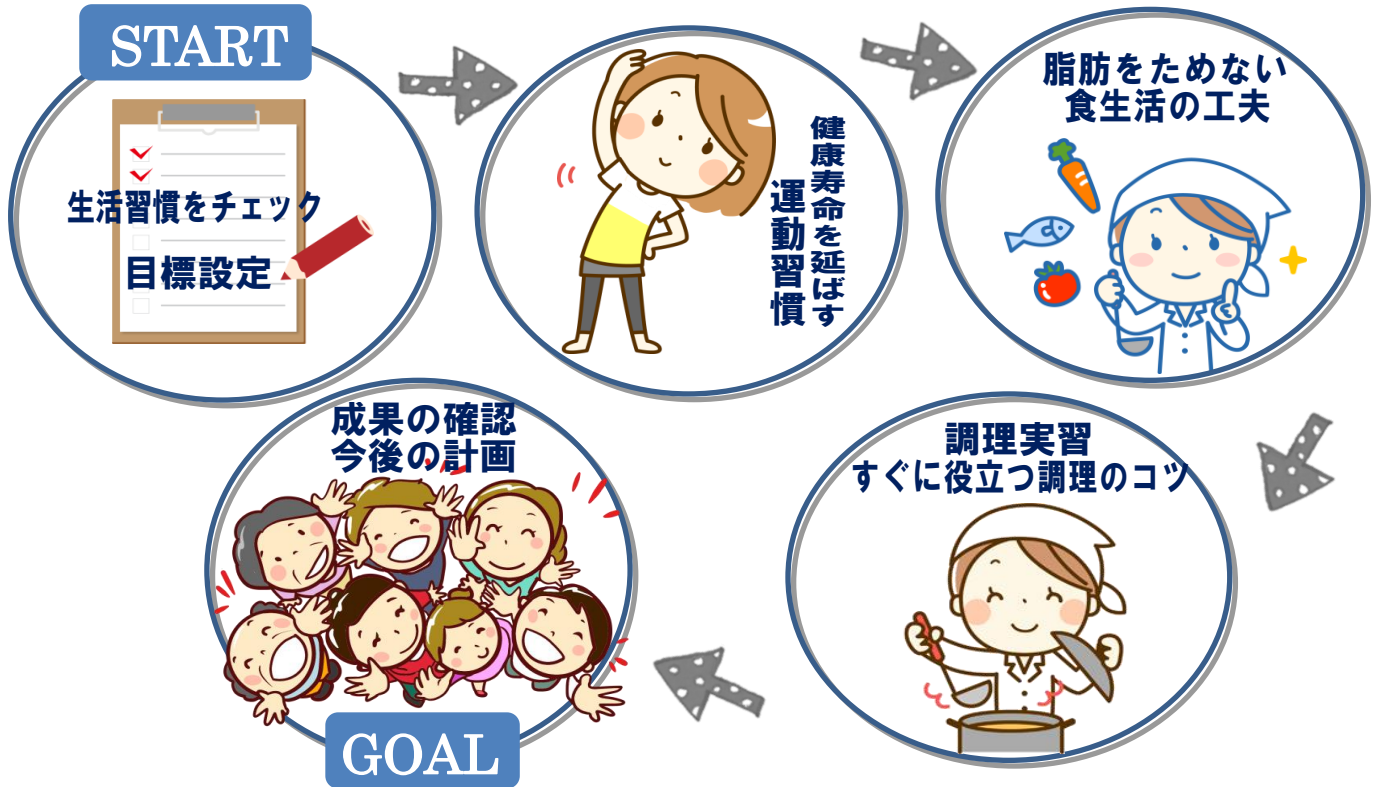 START
生活習慣をチェック
目標設定
健康寿命を延ばす
運動習慣
脂肪をためない
食生活の工夫
調理実習
すぐに役立つ調理のコツ
成果の確認
今後の計画
GOAL